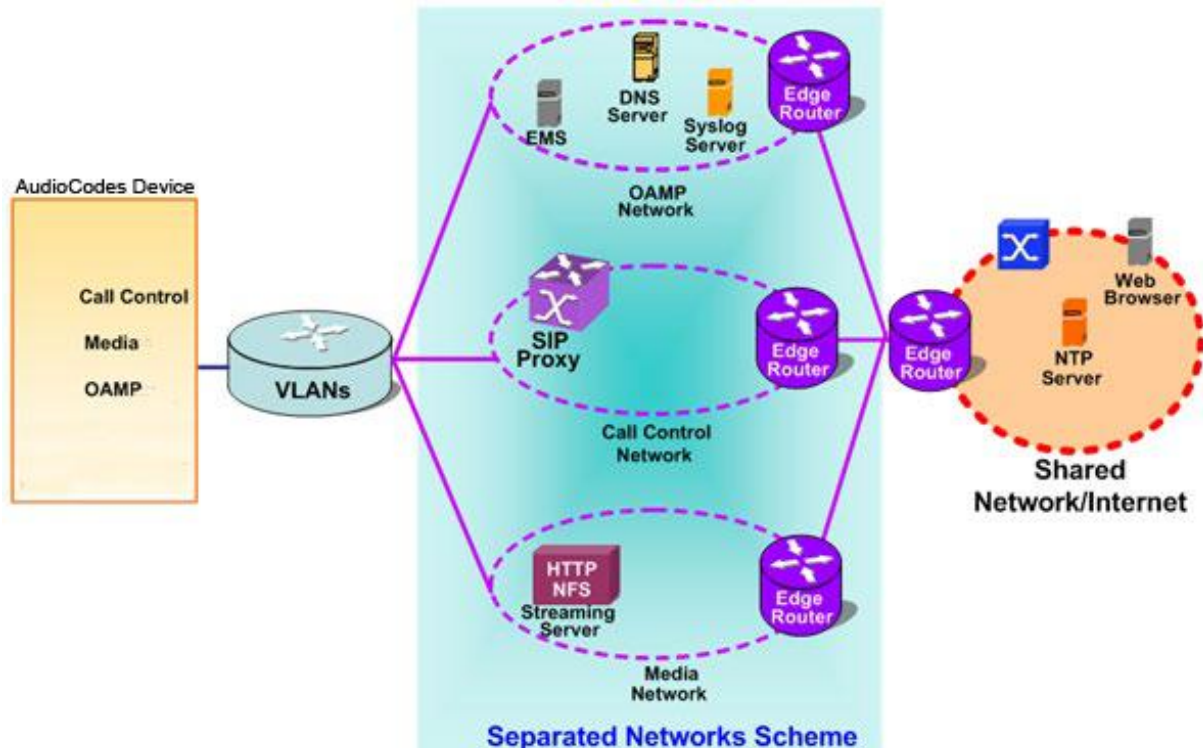 AudioCodes Device
Call Control
Media
OAMP
VLANs
EMS
DNS
Server
Syslog
Server
Edge
Router
OAMP
Network
SIP
Proxy
Edge
Router
Call Control
Network
HTTP
NFS
Streaming
Server
Edge
Router
Media
Network
Separated Networks Scheme
Edge
Router
Web
Browser
NTP
Server
Shared
Network/Internet